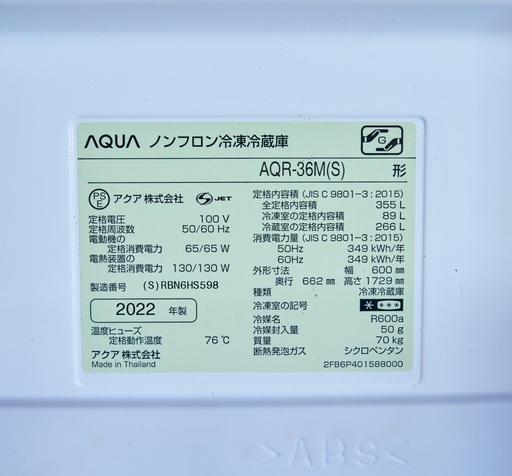 AQUA ノンフロン冷凍冷蔵庫
G
AQR-36M(S) 形
PS E アクア株式会社 S JET
定格電圧 100 V
定格周波数 50/60 Hz
電動機の
定格消費電力 65/65 W
電熱装置の
定格消費電力 130/130 W
製造番号 (S)RBN6HS598
2022 年製
温度ヒューズ
定格動作温度 76℃
アクア株式会社
Made in Thailand
定格内容積 (JIS C 9801-3:2015)
全定格内容積 355 L
冷凍室の定格内容積 89 L
冷蔵室の定格内容積 266 L
消費電力量 (JIS C 9801-3:2015)
50Hz 349 kWh/年
60Hz 349 kWh/年
外形寸法 幅 600 mm
奥行 662 mm 高さ 1729 mm
種類 冷凍冷蔵庫
冷凍室の記号
冷媒名 R600a
冷媒封入量 50 g
質量 70 kg
断熱発泡ガス シクロペンタン
2FB6P401588000
>ABS<